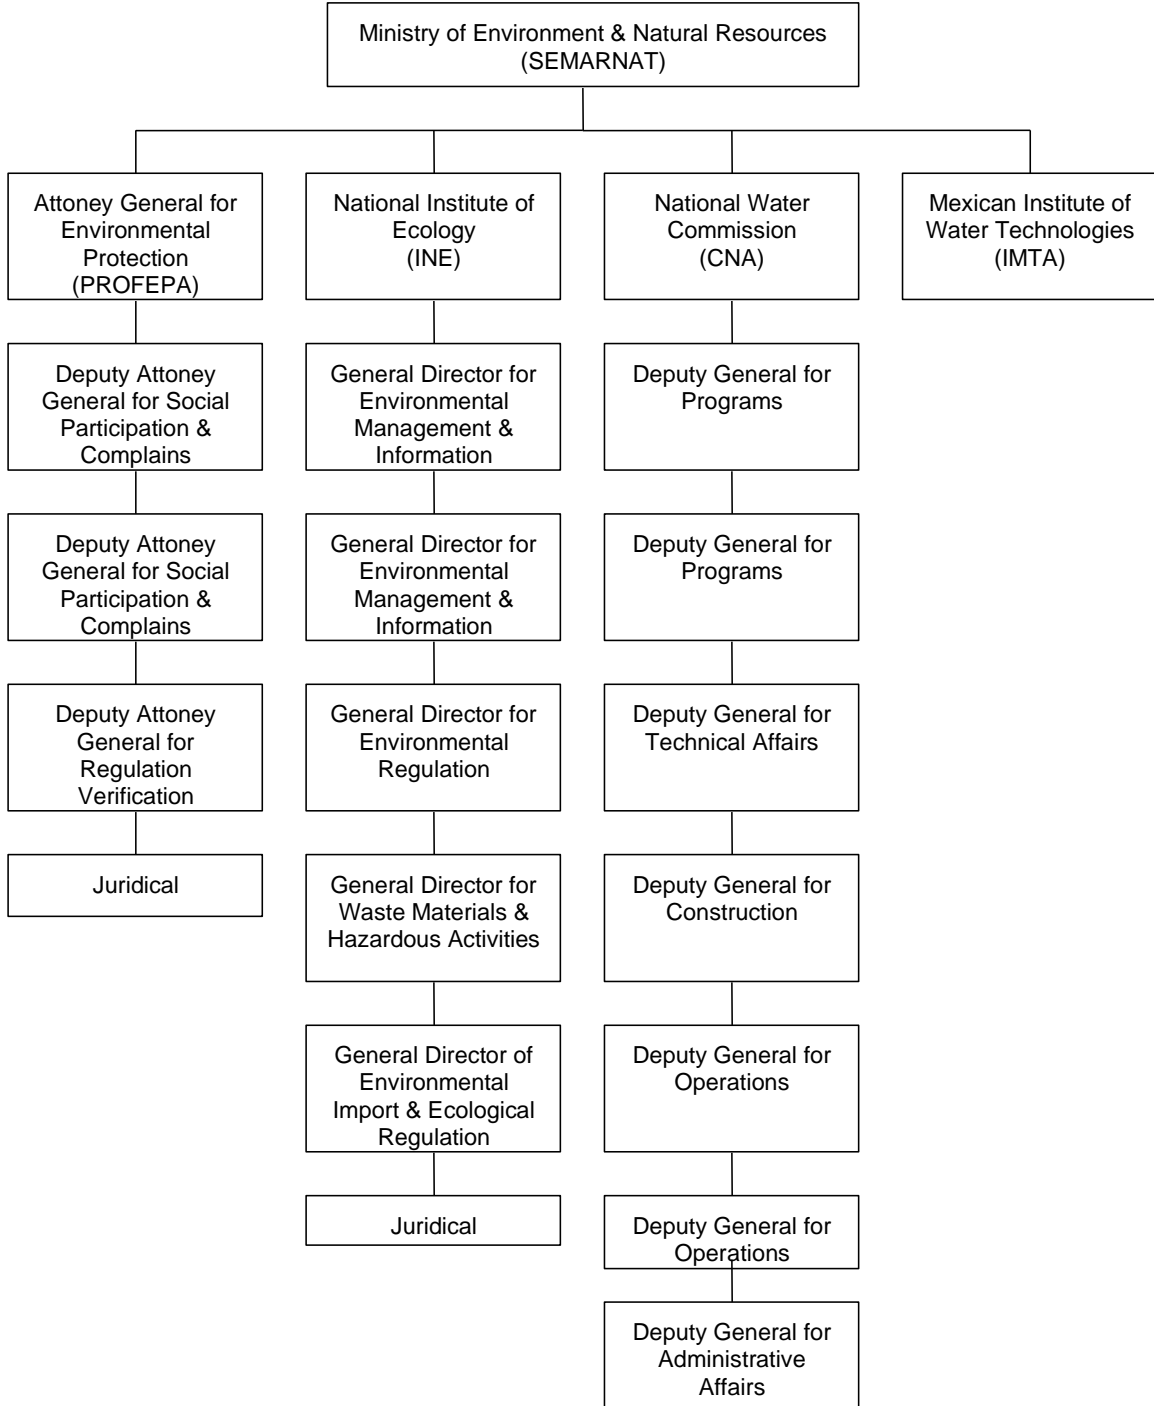 Ministry of Environment & Natural Resources
(SEMARNAT)
Attoney General for
Environmental
Protection
(PROFEPA)
National Institute of
Ecology
(INE)
National Water
Commission
(CNA)
Mexican Institute of
Water Technologies
(IMTA)
Deputy Attoney
General for Social
Participation &
Complains
General Director for
Environmental
Management &
Information
Deputy General for
Programs
Deputy Attoney
General for Social
Participation &
Complains
General Director for
Environmental
Management &
Information
Deputy General for
Programs
Deputy Attoney
General for
Regulation
Verification
General Director for
Environmental
Regulation
Deputy General for
Technical Affairs
Juridical
General Director for
Waste Materials &
Hazardous Activities
Deputy General for
Construction
General Director of
Environmental
Import & Ecological
Regulation
Deputy General for
Operations
Juridical
Deputy General for
Operations
Deputy General for
Administrative
Affairs